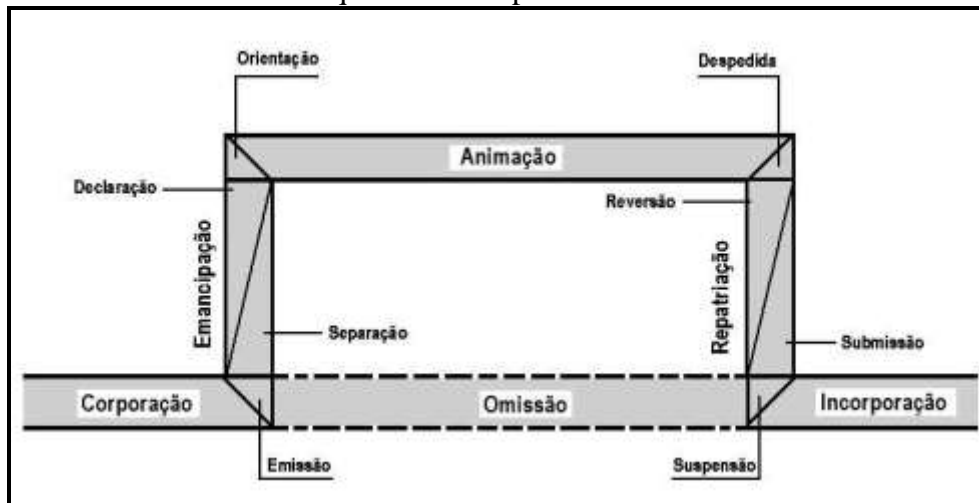 Orientação
Despedida
Animação
Declaração
Reversão
Emancipação
Repatriação
Separação
Submissão
Corporação
Omissão
Incorporação
Emissão
Suspensão